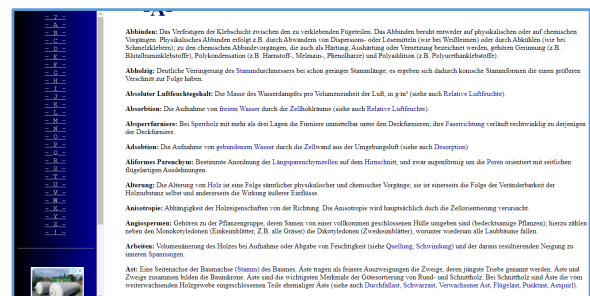 - ? -
- A -
- B -
- C -
- D -
- E -
- F -
- G -
- H -
- I -
- J -
- K -
- L -
- M -
- N -
- O -
- P -
- Q -
- R -
- S -
- T -
- U -
- V -
- W -
- X -
- Y -
- Z -
- ! -
-A-
Abbinden: Das Verfestigen der Klebschicht zwischen den zu verklebenden Fügeteilen. Das Abbinden beruht entweder auf physikalischen oder auf chemischen
Vorgängen: Physikalisches Abbinden erfolgt z.B. durch Abwandern von Dispersions- oder Lösemitteln (wie bei Weißleimen) oder durch Abkühlen (wie bei
Schmelzklebern); zu den chemischen Abbindevorgängen, die auch als Härtung, Aushärtung oder Vernetzung bezeichnet werden, gehören Gerinnung (z.B.
Blutalbuminklebstoffe), Polykondensation (z.B. Harnstoff-, Melmain-, Phenolharze) und Polyaddition (z.B. Polyurethanklebstoffe).
Abholzig: Deutliche Verringerung des Stammdurchmessers bei schon geringer Stammlänge; es ergeben sich dadurch konische Stammformen die einen größeren
Verschnitt zur Folge haben.
Absoluter Luftfeuchtegehalt: Die Masse des Wasserdampfes pro Volumeneinheit der Luft, in g/m³ (siehe auch Relative Luftfeuchte).
Absorbtion: Die Aufnahme von freiem Wasser durch die Zellhohlräume (siehe auch Relative Luftfeuchte).
Absperrfurniere: Bei Sperrholz mit mehr als drei Lagen die Furniere unmittelbar unter den Deckfurnieren; ihre Faserrichtung verläuft rechtwinklig zu derjenigen
der Deckfurniere.
Adsobtion: Die Aufnahme von gebundenem Wasser durch die Zellwand aus der Umgebungsluft (siehe auch Desorption)
Aliformes Parenchym: Bestimmte Anordnung der Längsparenchymzellen auf dem Hirnschnitt, und zwar augenförmig um die Poren orientiert mit seitlichen
flügelartigen Ausdehnungen.
Alterung: Die Alterung von Holz ist eine Folge sämtlicher physikalischer und chemischer Vorgänge; sie ist einerseits die Folge der Veränderbarkeit der
Holzsubstanz selbst und andererseits die Wirkung äußerer Einflüsse.
Anisotropie: Abhängigkeit der Holzeigenschaften von der Richtung. Die Anisotropie wird hauptsächlich duch die Zellorientierung verursacht.
Angiospermen: Gehören zu der Pflanzengruppe, deren Samen von einer vollkommen geschlossenen Hülle umgeben sind (bedecktsamige Pflanzen); hierzu zählen
neben den Monokotyledonen (Einkeimblätter, Z.B. alle Gräser) die Dikotyledonen (Zweikeimblätter), worunter wiederum alle Laubbäume fallen.
Arbeiten: Volumenänerung des Holzes bei Aufnahme oder Abgabe von Feuchtigkeit (siehe Quellung, Schwindung) und der daraus resultierenden Neigung zu
inneren Spannungen.
Ast: Eine Seitenachse der Baumachse (Stamm) des Baumes. Äste tragen als feinere Auszweigungen die Zweige, deren jüngste Triebe genannt werden. Äste und
Zweige zusammen bilden die Baumkrone. Äste sind die wichtigsten Merkmale der Gütesortierung von Rund- und Schnittholz. Bei Schnittholz sind Äste die vom
weiterwachsenden Holzgewebe eingeschlossenen Teile ehemaliger Äste (siehe auch Durchfallast, Schwarzast, Verwachsener Ast, Flügelast, Punktast, Astquirl).